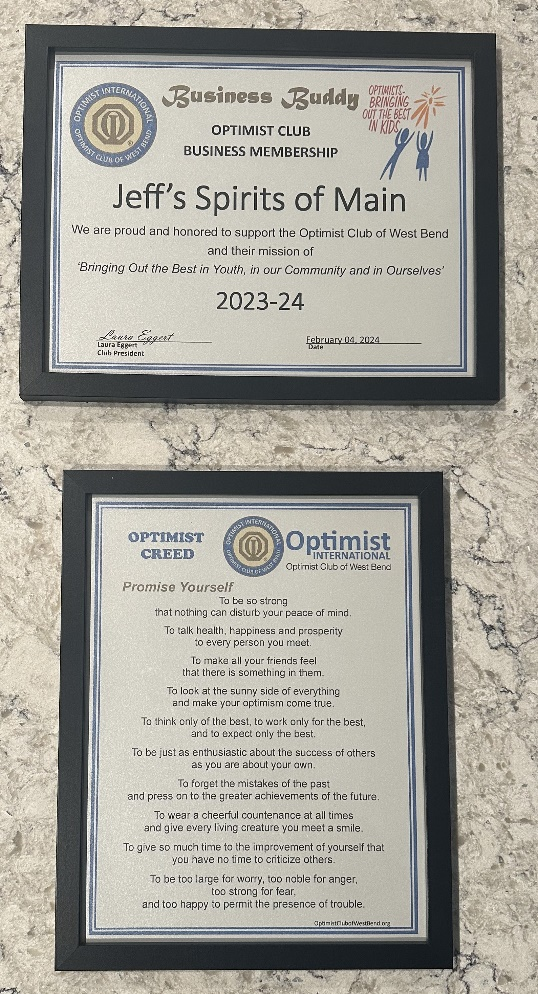 OPTIMIST INTERNATIONAL
OPTIMIST CLUB OF WEST BEND
Business Buddy
OPTIMISTS-
BRINGING
OUT THE BEST
IN KIDS
OPTIMIST CLUB
BUSINESS MEMBERSHIP
Jeff's Spirits of Main
We are proud and honored to support the Optimist Club of West Bend
and their mission of
'Bringing Out the Best in Youth, in our Community and in Ourselves'
2023-24
Laura Eggert
Laura Eggert
Club President
February 04, 2024
Date
OPTIMIST
CREED
OPTIMIST INTERNATIONAL
OPTIMIST CLUB OF WEST BEND
Optimist
INTERNATIONAL
Optimist Club of West Bend
Promise Yourself
To be so strong
that nothing can disturb your peace of mind.
To talk health, happiness and prosperity
to every person you meet.
To make all your friends feel
that there is something in them.
To look at the sunny side of everything
and make your optimism come true.
To think only of the best, to work only for the best,
and to expect only the best.
To be just as enthusiastic about the success of others
as you are about your own.
To forget the mistakes of the past
and press on to the greater achievements of the future.
To wear a cheerful countenance at all times
and give every living creature you meet a smile.
To give so much time to the improvement of yourself that
you have no time to criticize others.
To be too large for worry, too noble for anger,
too strong for fear,
and too happy to permit the presence of trouble.
OptimistClubofWestBend.org